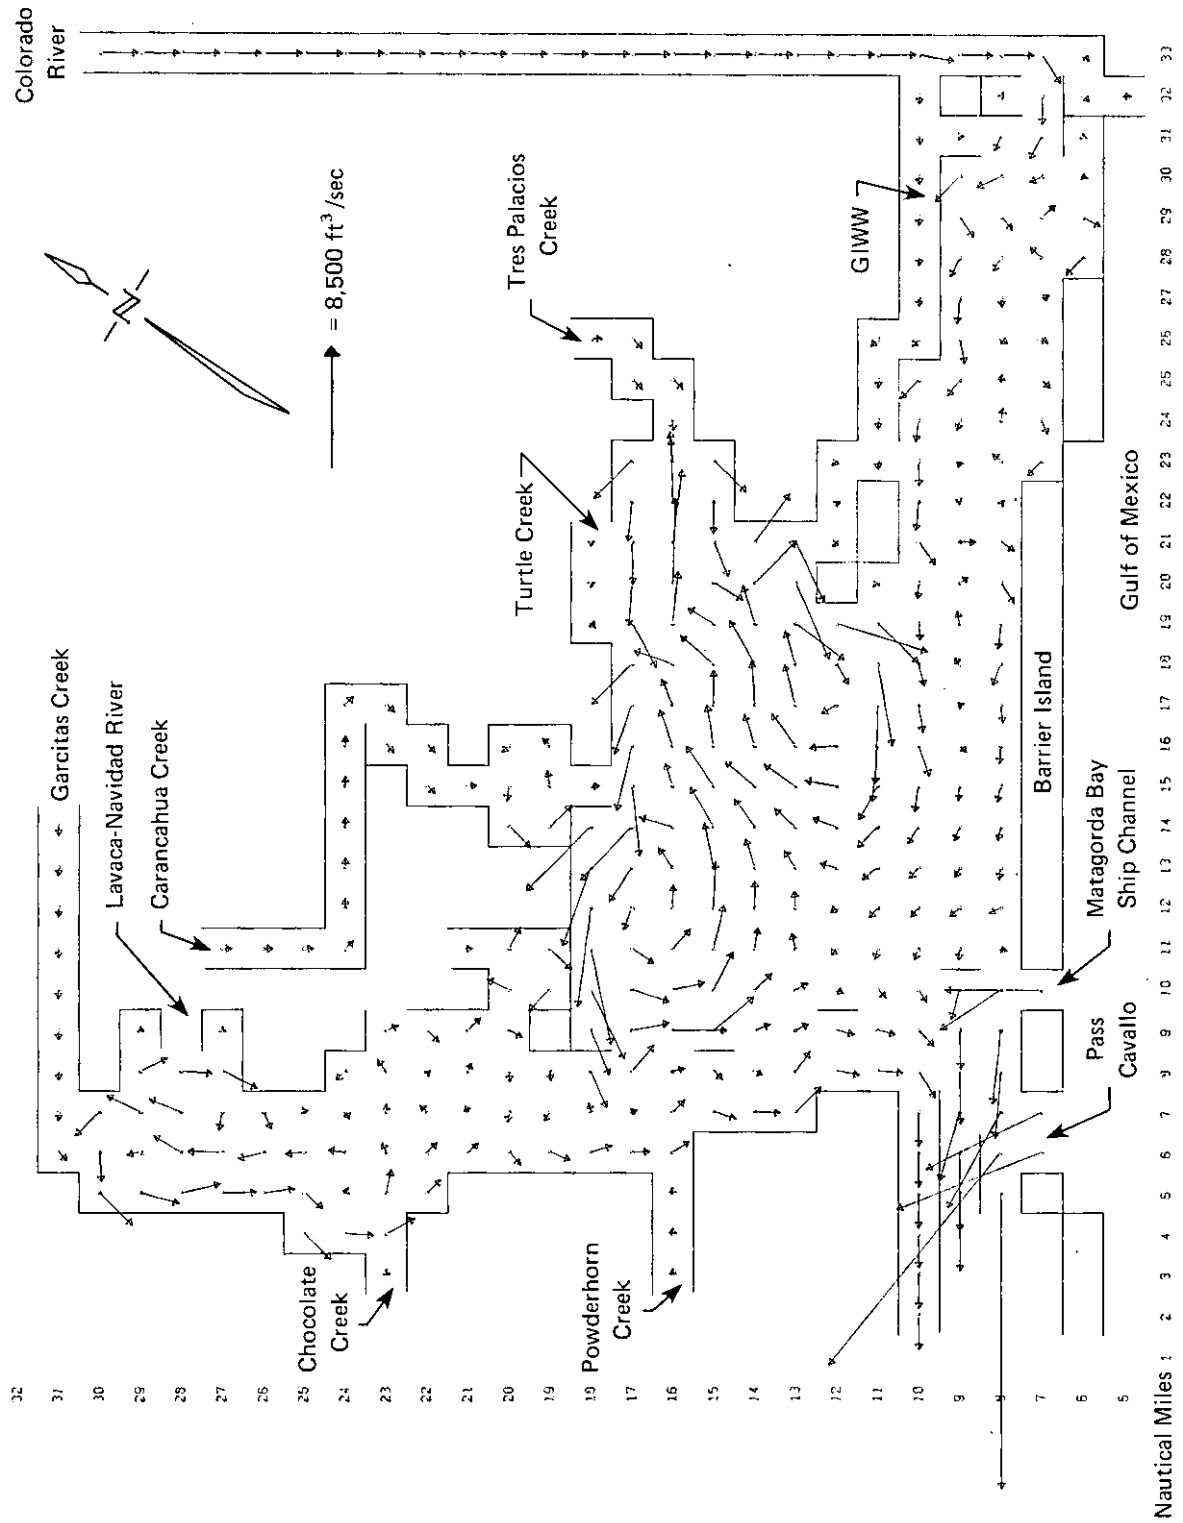 Colorado
River
= 8,500 ft³/sec
N
Tres Palacios
Creek
GIWW
Turtle Creek
Garcitas Creek
Lavaca-Navidad River
Carancahua Creek
Gulf of Mexico
Barrier Island
Matagorda Bay
Ship Channel
Pass
Cavallo
Chocolate
Creek
Powderhorn
Creek
32 31 30 29 28 27 26 25 24 23 22 21 20 19 18 17 16 15 14 13 12 11 10 9 8 7 6 5
Nautical Miles 1 2 3 4 5 6 7 8 9 10 11 12 13 14 15 16 17 18 19 20 21 22 23 24 25 26 27 28 29 30 31 32 33